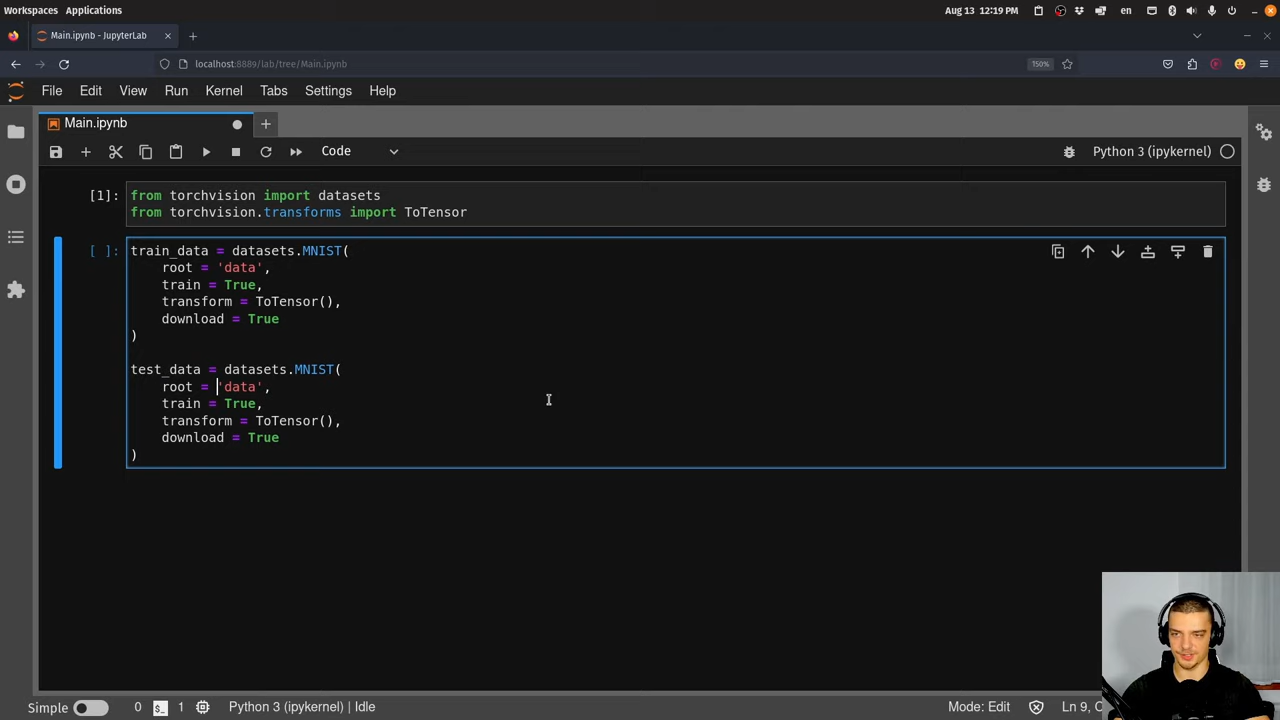 Workspaces Applications Aug 13 12:19 PM en
Main.ipynb - JupyterLab
localhost:8889/lab/tree/Main.ipynb 150%
File Edit View Run Kernel Tabs Settings Help
Main.ipynb
Code Python 3 (ipykernel)
[1]: from torchvision import datasets
from torchvision.transforms import ToTensor
[ ]: train_data = datasets.MNIST(
root = 'data',
train = True,
transform = ToTensor(),
download = True
)
test_data = datasets.MNIST(
root = 'data',
train = True,
transform = ToTensor(),
download = True
)
Simple 0 $_ 1 Python 3 (ipykernel) | Idle Mode: Edit Ln 9,